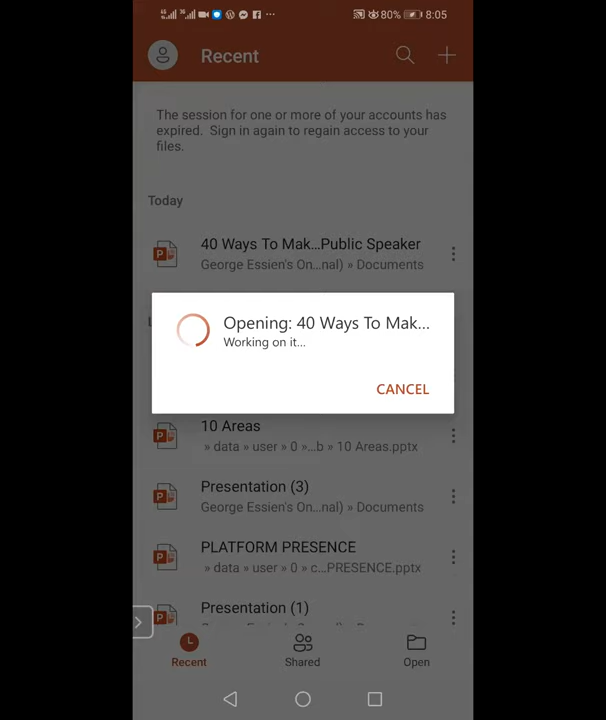 80% 8:05
Recent
The session for one or more of your accounts has
expired. Sign in again to regain access to your
files.
Today
40 Ways To Mak...Public Speaker
George Essien's On...nal) » Documents
Opening: 40 Ways To Mak...
Working on it...
CANCEL
10 Areas
» data » user » 0 »...b » 10 Areas.pptx
Presentation (3)
George Essien's On...nal) » Documents
PLATFORM PRESENCE
» data » user » 0 » c...PRESENCE.pptx
Presentation (1)
Recent Shared Open